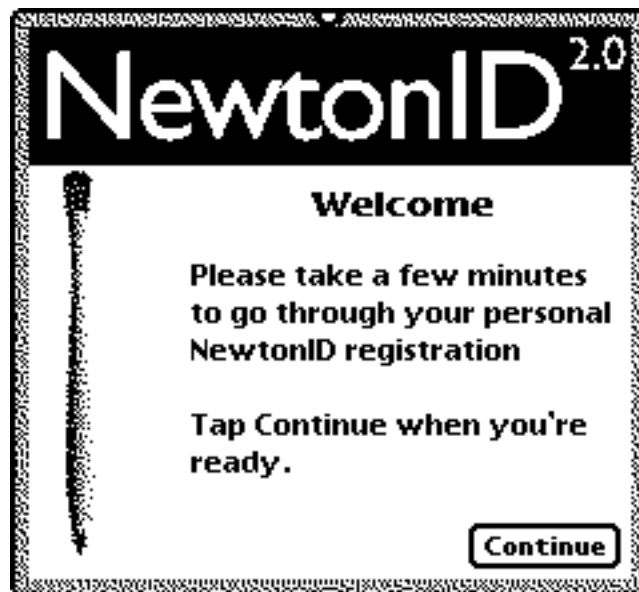 NewtonID 2.0
Welcome
Please take a few minutes
to go through your personal
NewtonID registration
Tap Continue when you're
ready.
Continue